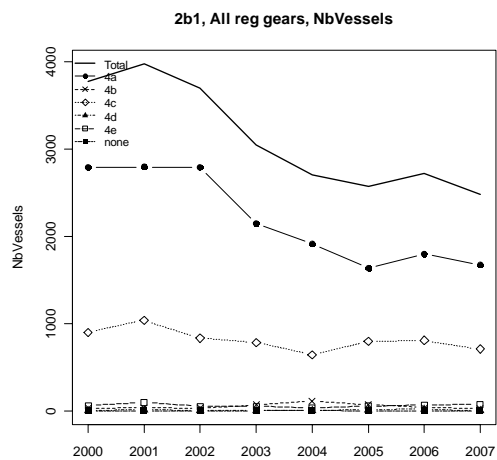 2b1, All reg gears, NbVessels
Total
4a
4b
4c
4d
4e
none
NbVessels
4000
3000
2000
1000
0
2000 2001 2002 2003 2004 2005 2006 2007